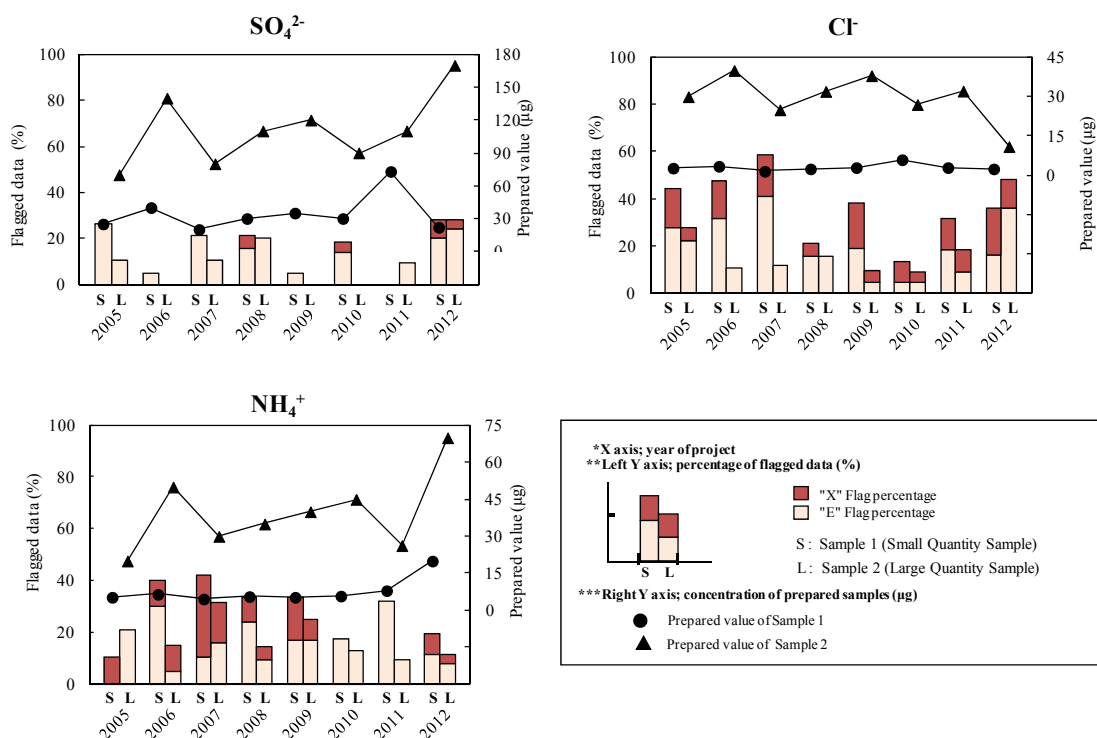 SO₄²⁻
100
80
60
40
20
0
Flagged data (%)
180
150
120
90
60
30
0
Prepared value (μg)
S L S L S L S L S L S L S L S L
2005 2006 2007 2008 2009 2010 2011 2012
Cl⁻
100
80
60
40
20
0
Flagged data (%)
45
30
15
0
Prepared value (μg)
S L S L S L S L S L S L S L S L
2005 2006 2007 2008 2009 2010 2011 2012
NH₄⁺
100
80
60
40
20
0
Flagged data (%)
75
60
45
30
15
0
Prepared value (μg)
S L S L S L S L S L S L S L S L
2005 2006 2007 2008 2009 2010 2011 2012
*X axis; year of project
**Left Y axis; percentage of flagged data (%)
"X" Flag percentage
"E" Flag percentage
S L
S : Sample 1 (Small Quantity Sample)
L : Sample 2 (Large Quantity Sample)
***Right Y axis; concentration of prepared samples (μg)
Prepared value of Sample 1
Prepared value of Sample 2